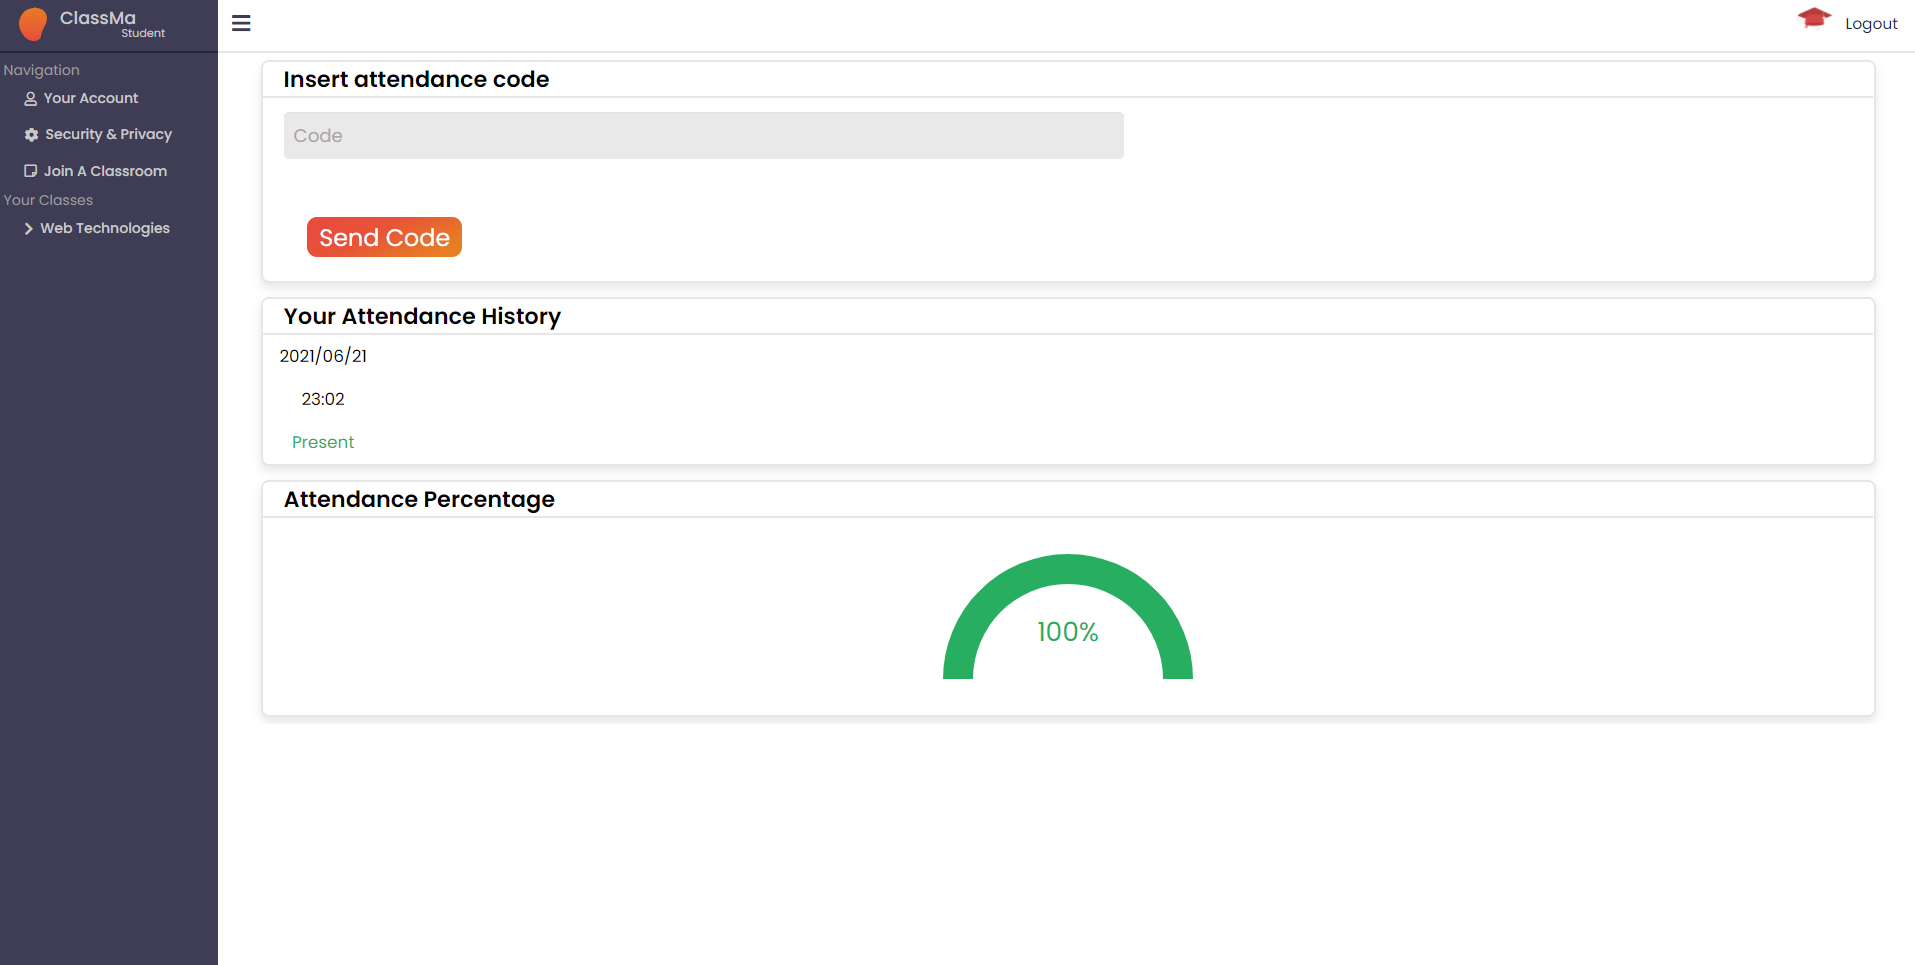 ClassMa
Student
Logout
Navigation
Your Account
Security & Privacy
Join A Classroom
Your Classes
Web Technologies
Insert attendance code
Code
Send Code
Your Attendance History
2021/06/21
23:02
Present
Attendance Percentage
100%